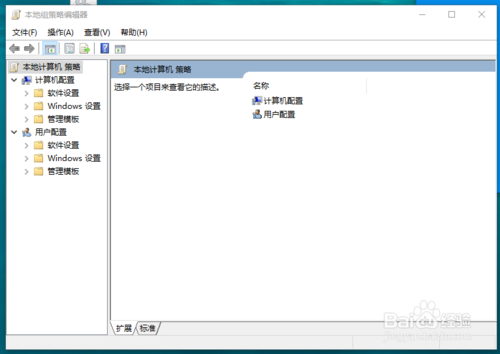 本地组策略编辑器
文件(F) 操作(A) 查看(V) 帮助(H)
本地计算机 策略
计算机配置
软件设置
Windows 设置
管理模板
用户配置
软件设置
Windows 设置
管理模板
本地计算机 策略
选择一个项目来查看它的描述。
名称
计算机配置
用户配置
扩展 标准
Baidu 经验